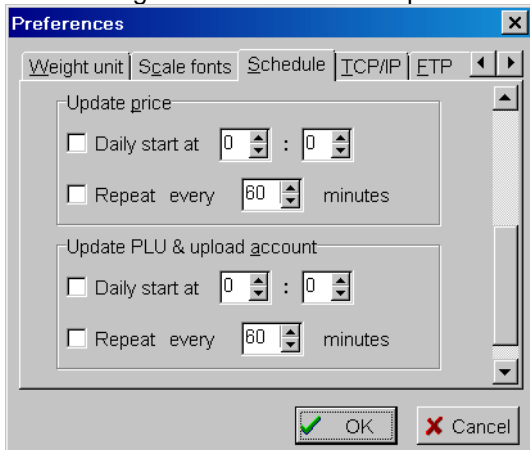 Preferences
Weight unit Scale fonts Schedule TCP/IP FTP
Update price
Daily start at 0 : 0
Repeat every 60 minutes
Update PLU & upload account
Daily start at 0 : 0
Repeat every 60 minutes
OK Cancel